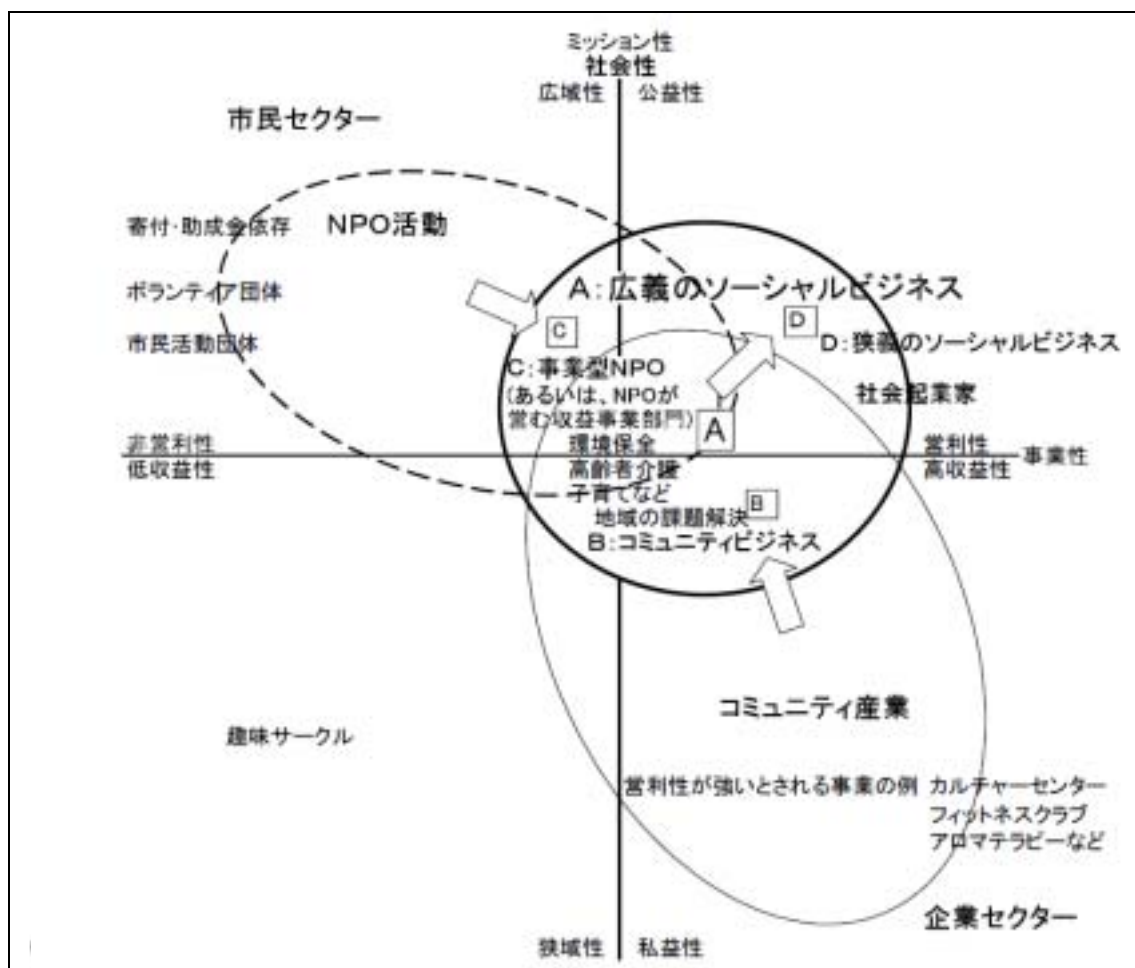 ミッション性
社会性
広域性 公益性
市民セクター
寄付・助成金依存 NPO活動
ボランティア団体
市民活動団体
A:広義のソーシャルビジネス
C
D
D:狭義のソーシャルビジネス
C:事業型NPO
(あるいは、NPOが
営む収益事業部門)
社会起業家
A
非営利性
低収益性
環境保全
高齢者介護
子育てなど
地域の課題解決
営利性
高収益性
事業性
B
B:コミュニティビジネス
コミュニティ産業
趣味サークル
営利性が強いとされる事業の例 カルチャーセンター
フィットネスクラブ
アロマテラピーなど
企業セクター
狭域性 私益性